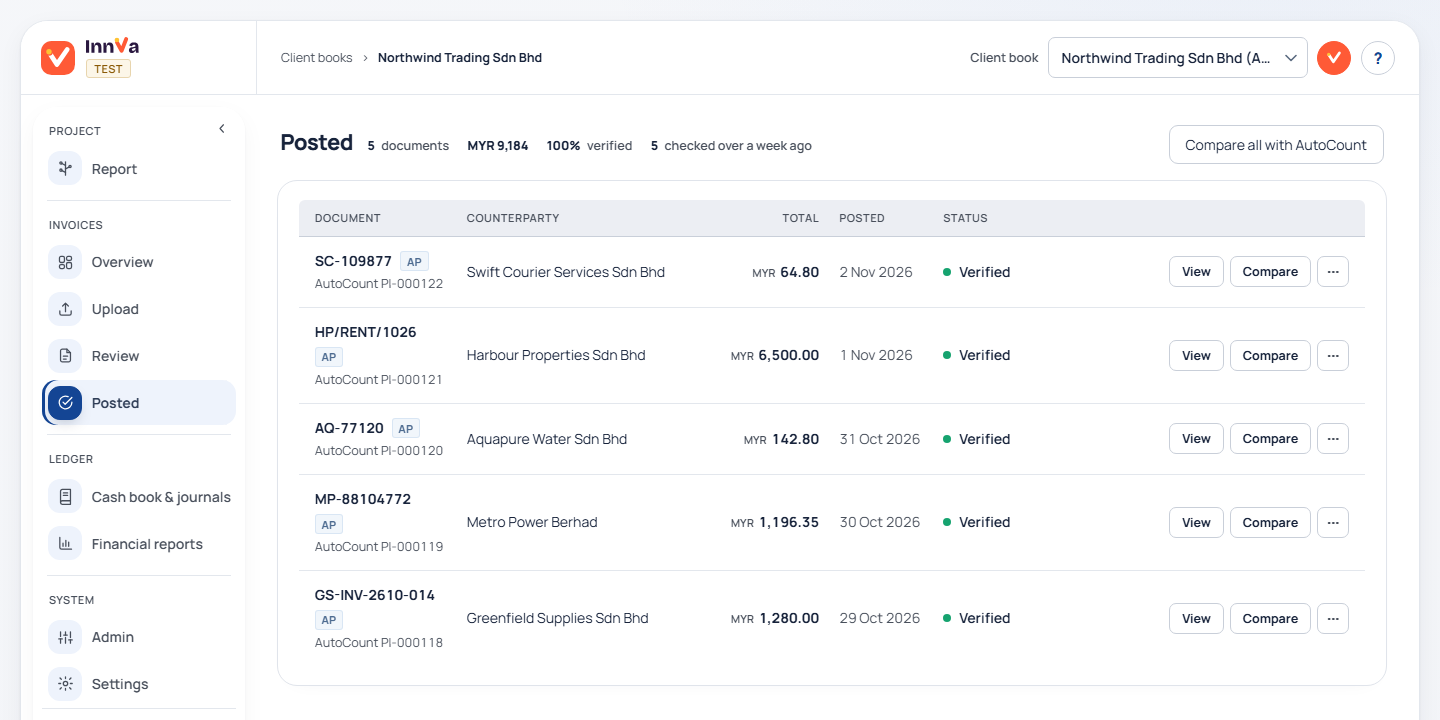 InnVa
TEST
Client books › Northwind Trading Sdn Bhd
Client book
Northwind Trading Sdn Bhd (A...
?
PROJECT
Report
INVOICES
Overview
Upload
Review
Posted
LEDGER
Cash book & journals
Financial reports
SYSTEM
Admin
Settings
Posted 5 documents MYR 9,184 100% verified 5 checked over a week ago
Compare all with AutoCount
DOCUMENT COUNTERPARTY TOTAL POSTED STATUS
SC-109877 AP
AutoCount PI-000122
Swift Courier Services Sdn Bhd MYR 64.80 2 Nov 2026 Verified View Compare ...
HP/RENT/1026
AP
AutoCount PI-000121
Harbour Properties Sdn Bhd MYR 6,500.00 1 Nov 2026 Verified View Compare ...
AQ-77120 AP
AutoCount PI-000120
Aquapure Water Sdn Bhd MYR 142.80 31 Oct 2026 Verified View Compare ...
MP-88104772
AP
AutoCount PI-000119
Metro Power Berhad MYR 1,196.35 30 Oct 2026 Verified View Compare ...
GS-INV-2610-014
AP
AutoCount PI-000118
Greenfield Supplies Sdn Bhd MYR 1,280.00 29 Oct 2026 Verified View Compare ...